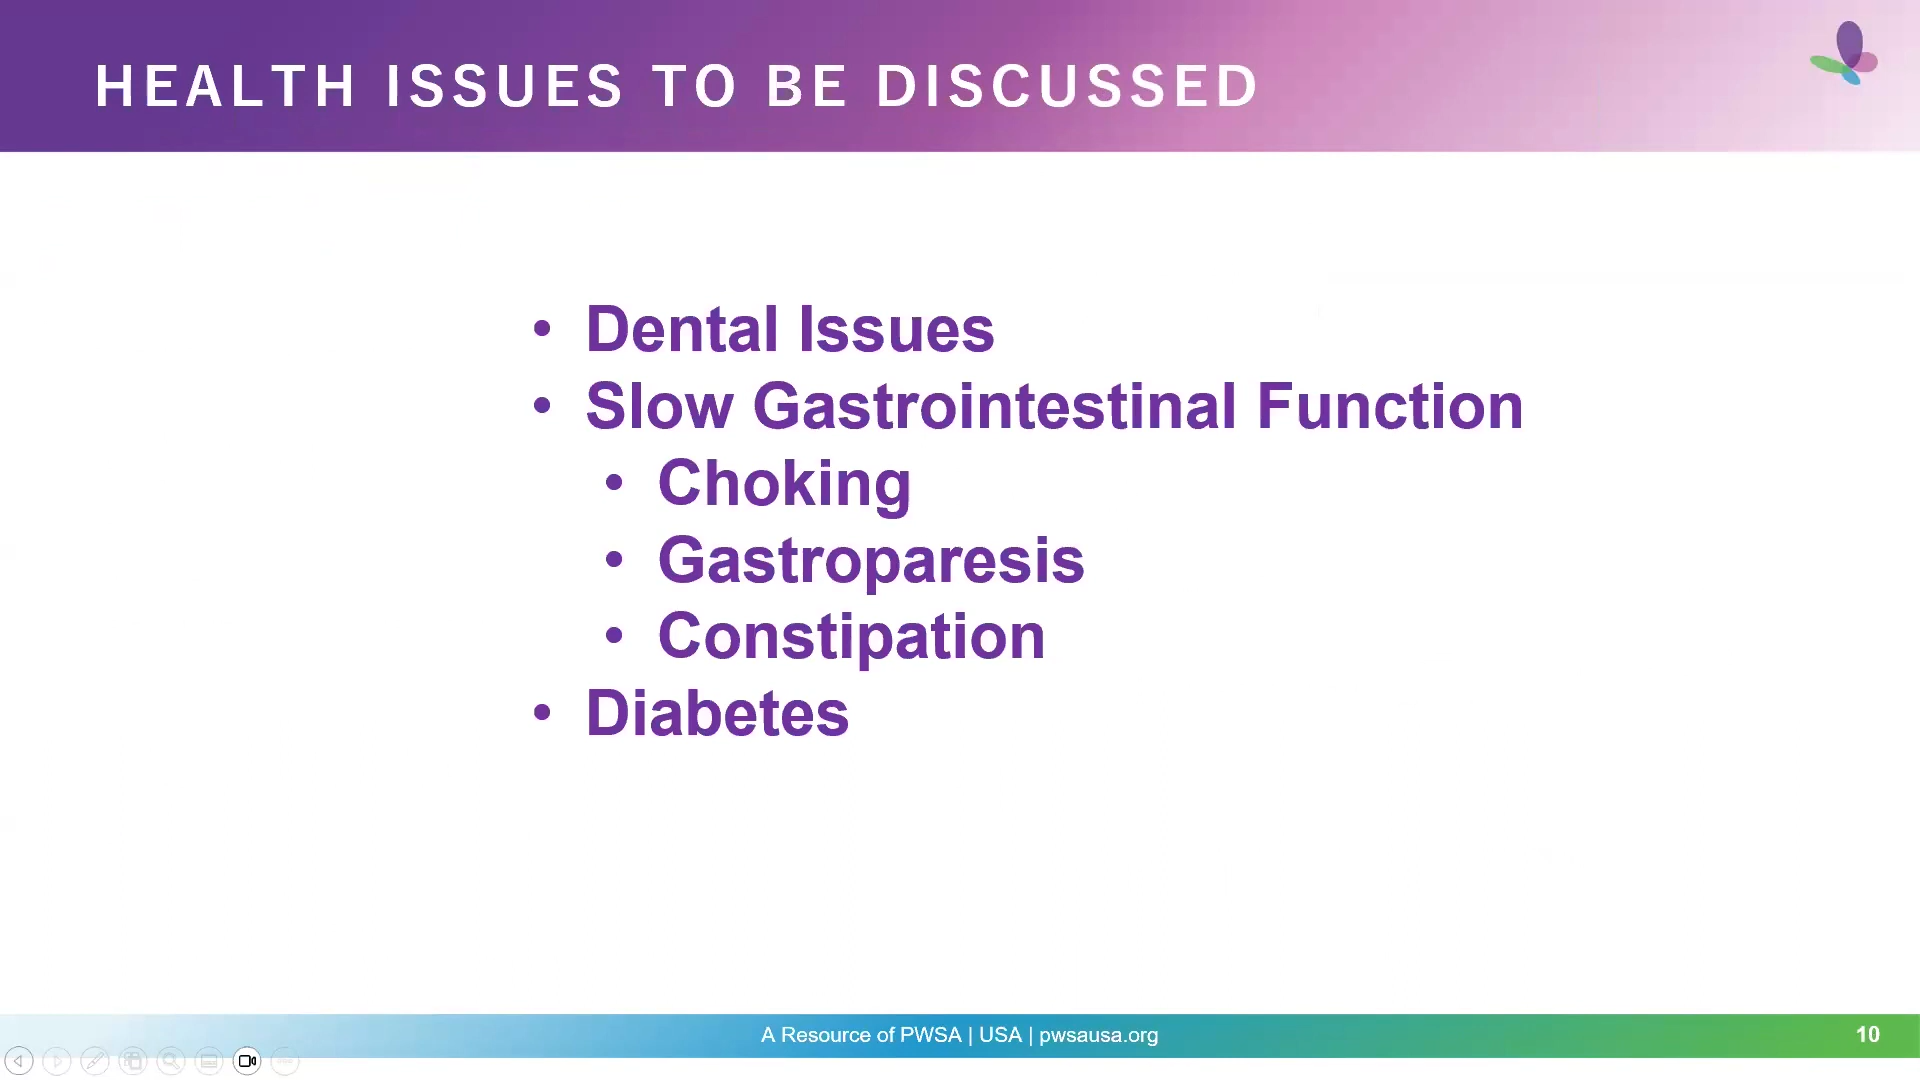 HEALTH ISSUES TO BE DISCUSSED
• Dental Issues
• Slow Gastrointestinal Function
• Choking
• Gastroparesis
• Constipation
• Diabetes
A Resource of PWSA | USA | pwsausa.org
10